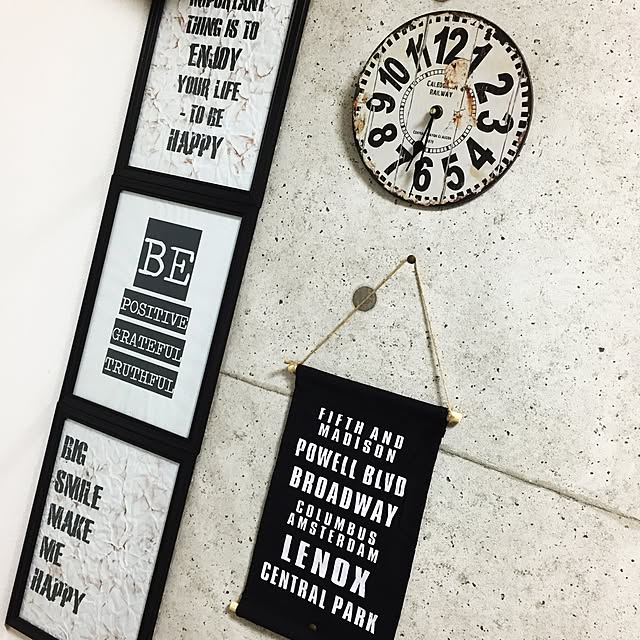 IMPORTANT
THING IS TO
ENJOY
YOUR LIFE
- TO BE
HAPPY
BE
POSITIVE
GRATEFUL
TRUTHFUL
BIG
SMILE
MAKE
ME
HAPPY
12
1
2
3
4
5
6
8
9
10
11
CALEDONIAN
RAILWAY
FIFTH AND
MADISON
POWELL BLVD
BROADWAY
COLUMBUS
AMSTERDAM
LENOX
CENTRAL PARK